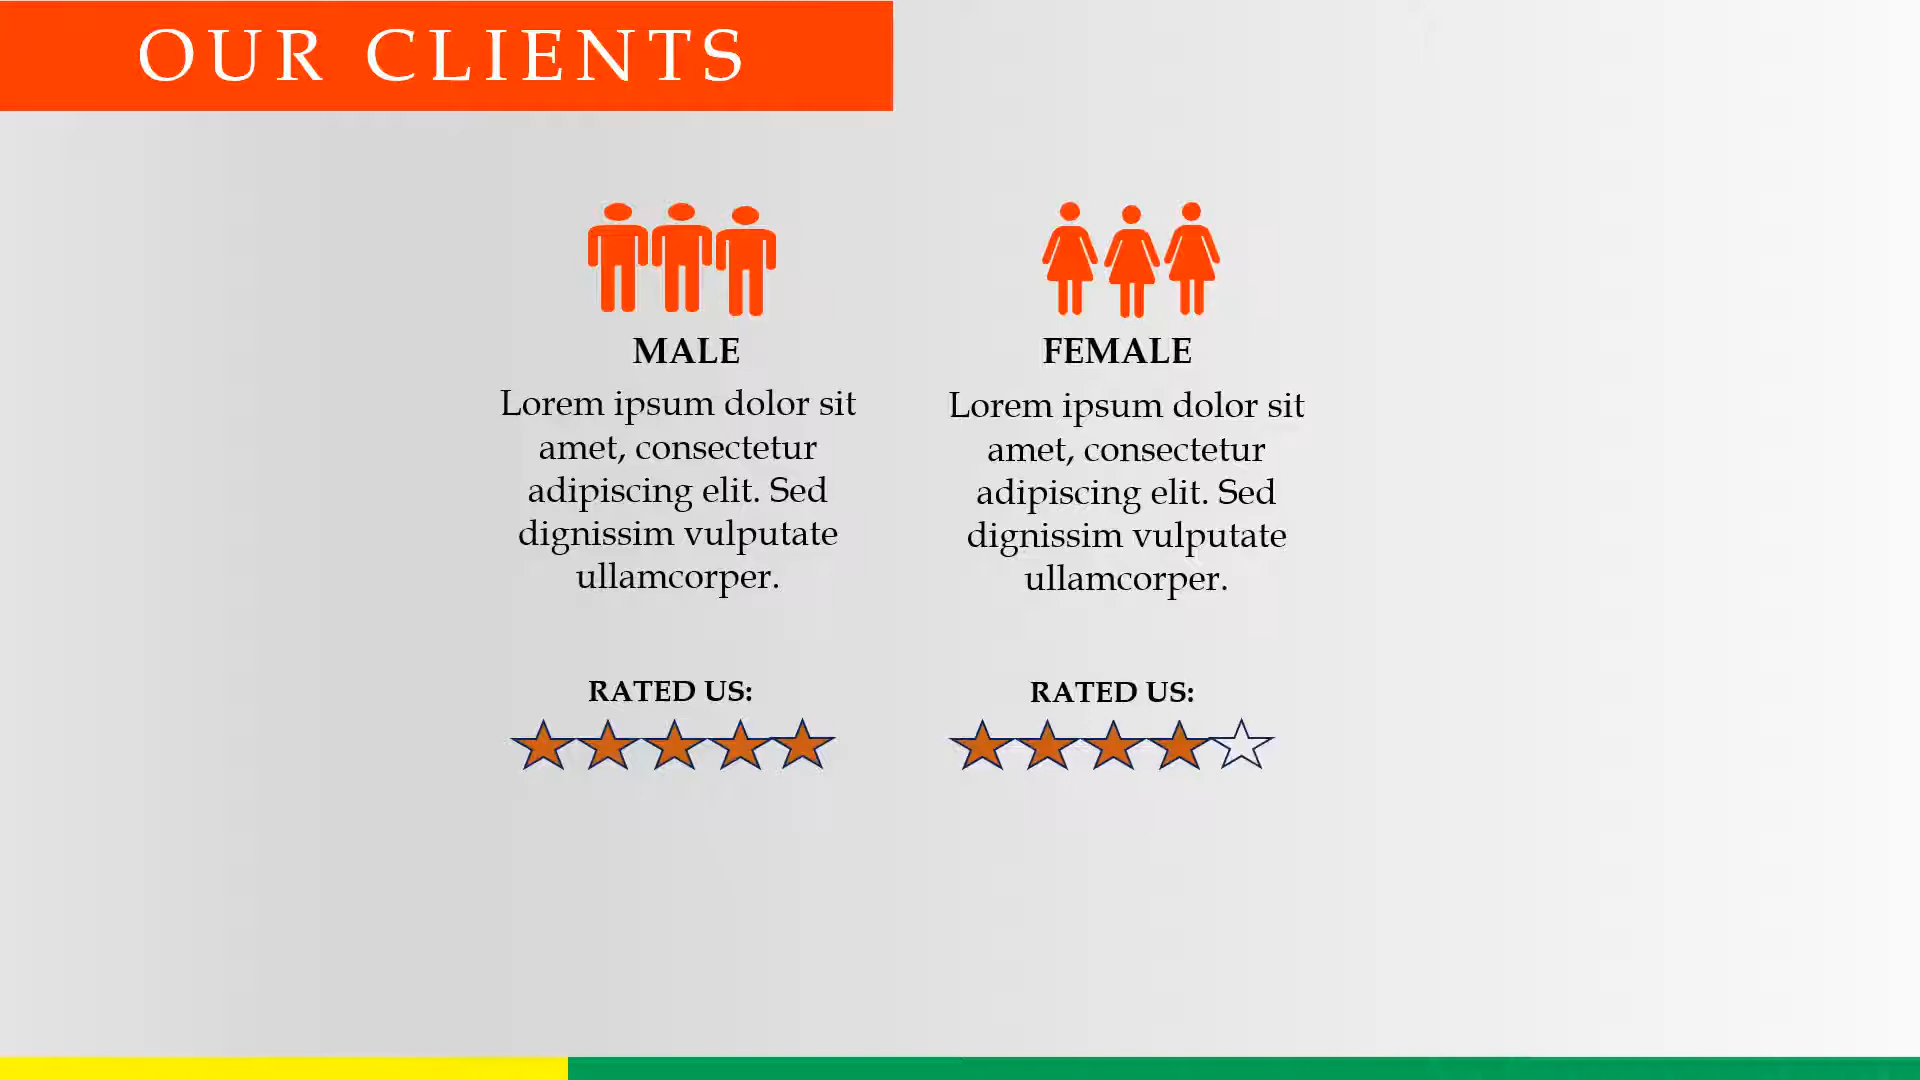 OUR CLIENTS
MALE
Lorem ipsum dolor sit
amet, consectetur
adipiscing elit. Sed
dignissim vulputate
ullamcorper.
RATED US:
FEMALE
Lorem ipsum dolor sit
amet, consectetur
adipiscing elit. Sed
dignissim vulputate
ullamcorper.
RATED US: